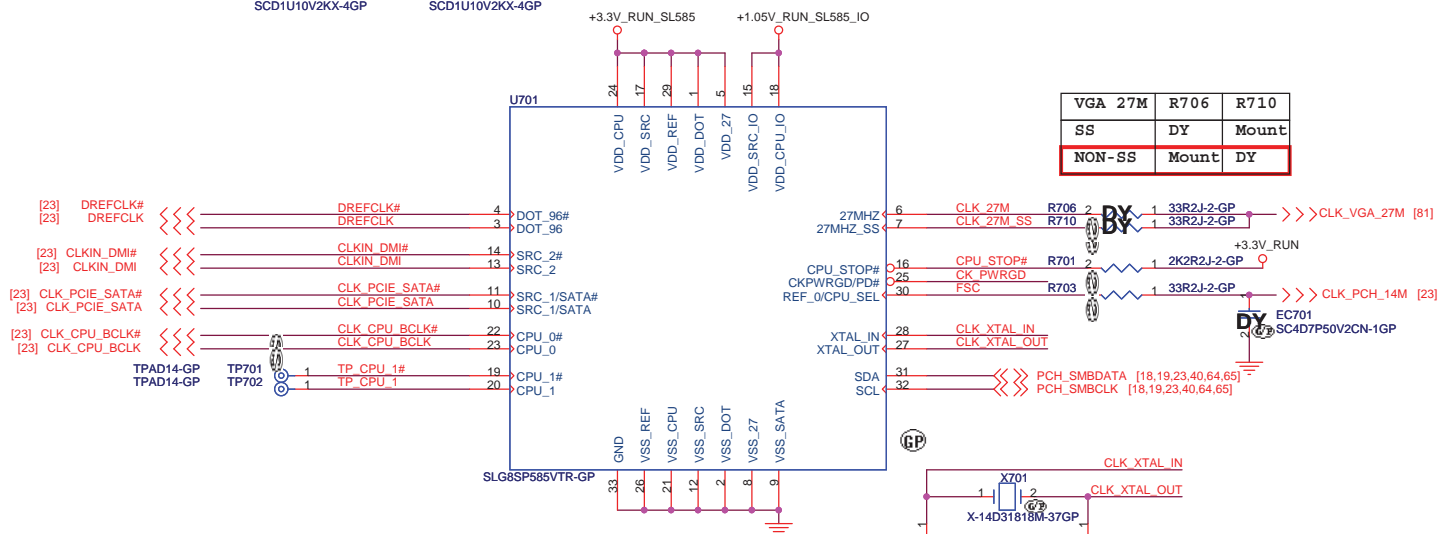 SCD1U10V2KX-4GP SCD1U10V2KX-4GP
+3.3V_RUN_SL585 +1.05V_RUN_SL585_IO
U701
24 17 29 1 5 15 18
VDD_CPU VDD_SRC VDD_REF VDD_DOT VDD_27 VDD_SRC_IO VDD_CPU_IO
VGA 27M R706 R710
SS DY Mount
NON-SS Mount DY
[23] DREFCLK# DREFCLK# 4 DOT_96#
[23] DREFCLK DREFCLK 3 DOT_96
[23] CLKIN_DMI# CLKIN_DMI# 14 SRC_2#
[23] CLKIN_DMI CLKIN_DMI 13 SRC_2
[23] CLK_PCIE_SATA# CLK_PCIE_SATA# 11 SRC_1/SATA#
[23] CLK_PCIE_SATA CLK_PCIE_SATA 10 SRC_1/SATA
[23] CLK_CPU_BCLK# CLK_CPU_BCLK# 22 CPU_0#
[23] CLK_CPU_BCLK CLK_CPU_BCLK 23 CPU_0
TPAD14-GP TP701 1 TP_CPU_1# 19 CPU_1#
TPAD14-GP TP702 1 TP_CPU_1 20 CPU_1
27MHZ 6 CLK_27M R706 2 DY 1 33R2J-2-GP CLK_VGA_27M [81]
27MHZ_SS 7 CLK_27M_SS R710 DY 1 33R2J-2-GP
+3.3V_RUN
CPU_STOP# 16 CPU_STOP# R701 2 1 2K2R2J-2-GP
CKPWRGD/PD# 25 CK_PWRGD
REF_0/CPU_SEL 30 FSC R703 1 33R2J-2-GP CLK_PCH_14M [23]
1
DY EC701
2 SC4D7P50V2CN-1GP
XTAL_IN 28 CLK_XTAL_IN
XTAL_OUT 27 CLK_XTAL_OUT
SDA 31 PCH_SMBDATA [18,19,23,40,64,65]
SCL 32 PCH_SMBCLK [18,19,23,40,64,65]
GND VSS_REF VSS_CPU VSS_SRC VSS_DOT VSS_27 VSS_SATA
33 26 21 12 2 8 9
SLG8SP585VTR-GP
GP
CLK_XTAL_IN
X701
1 2 CLK_XTAL_OUT
X-14D31818M-37GP
1 1